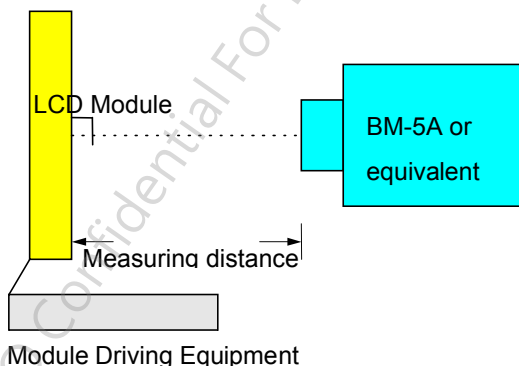 LCD Module
BM-5A or
equivalent
Measuring distance
Module Driving Equipment
Confidential For